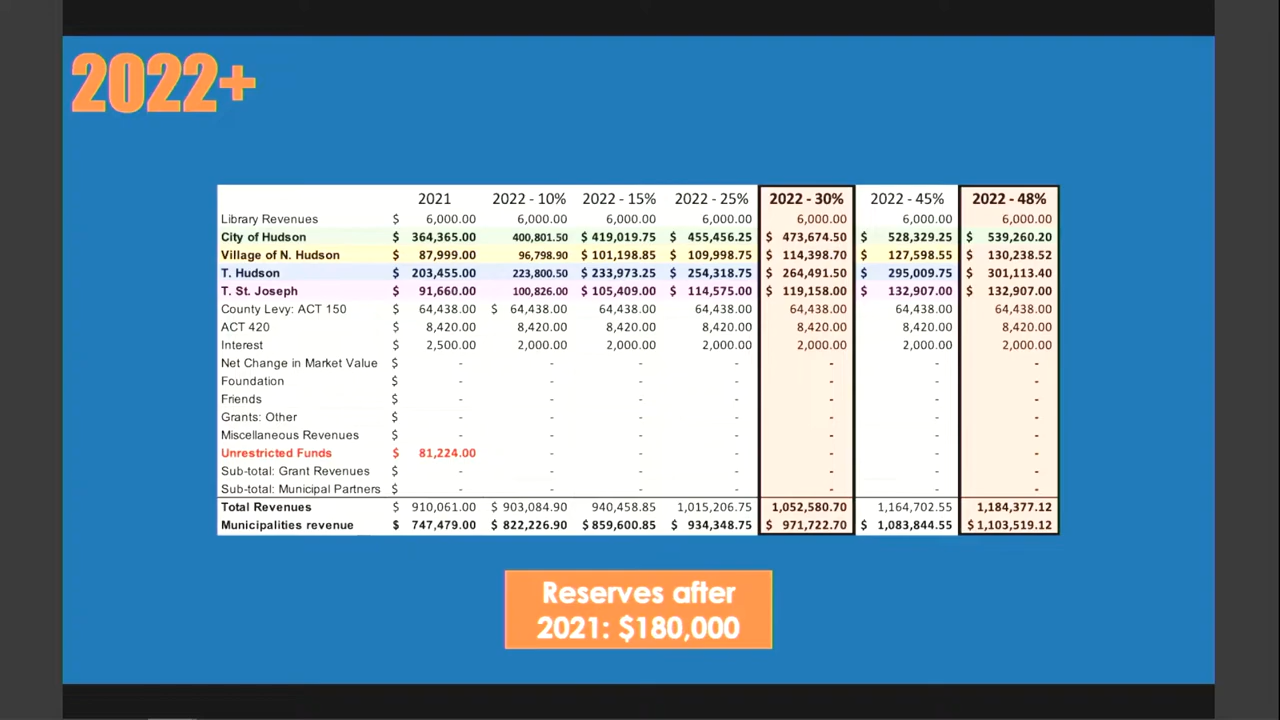 2022+
2021 2022 - 10% 2022 - 15% 2022 - 25% 2022 - 30% 2022 - 45% 2022 - 48%
Library Revenues $ 6,000.00 6,000.00 6,000.00 6,000.00 6,000.00 6,000.00 6,000.00
City of Hudson $ 364,365.00 400,801.50 $ 419,019.75 $ 455,456.25 $ 473,674.50 $ 528,329.25 $ 539,260.20
Village of N. Hudson $ 87,999.00 96,798.90 $ 101,198.85 $ 109,998.75 $ 114,398.70 $ 127,598.55 $ 130,238.52
T. Hudson $ 203,455.00 223,800.50 $ 233,973.25 $ 254,318.75 $ 264,491.50 $ 295,009.75 $ 301,113.40
T. St. Joseph $ 91,660.00 100,826.00 $ 105,409.00 $ 114,575.00 $ 119,158.00 $ 132,907.00 $ 132,907.00
County Levy: ACT 150 $ 64,438.00 $ 64,438.00 64,438.00 64,438.00 64,438.00 64,438.00 64,438.00
ACT 420 $ 8,420.00 8,420.00 8,420.00 8,420.00 8,420.00 8,420.00 8,420.00
Interest $ 2,500.00 2,000.00 2,000.00 2,000.00 2,000.00 2,000.00 2,000.00
Net Change in Market Value $ - - - - - - -
Foundation $ - - - - - - -
Friends $ - - - - - - -
Grants: Other $ - - - - - - -
Miscellaneous Revenues $ - - - - - - -
Unrestricted Funds $ 81,224.00 - - - - - -
Sub-total: Grant Revenues $ - - - - - - -
Sub-total: Municipal Partners $ - - - - - - -
Total Revenues $ 910,061.00 $ 903,084.90 940,458.85 1,015,206.75 1,052,580.70 1,164,702.55 1,184,377.12
Municipalities revenue $ 747,479.00 $ 822,226.90 $ 859,600.85 $ 934,348.75 $ 971,722.70 $ 1,083,844.55 $ 1,103,519.12
Reserves after
2021: $180,000